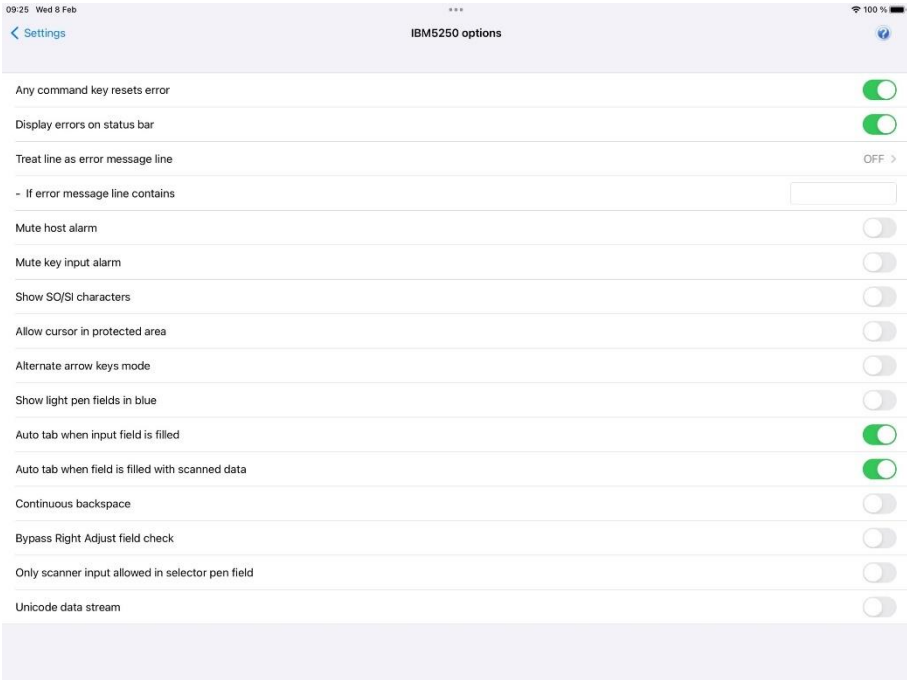 09:25 Wed 8 Feb
100 %
Settings
IBM5250 options
?
Any command key resets error
Display errors on status bar
Treat line as error message line
OFF >
- If error message line contains
Mute host alarm
Mute key input alarm
Show SO/SI characters
Allow cursor in protected area
Alternate arrow keys mode
Show light pen fields in blue
Auto tab when input field is filled
Auto tab when field is filled with scanned data
Continuous backspace
Bypass Right Adjust field check
Only scanner input allowed in selector pen field
Unicode data stream